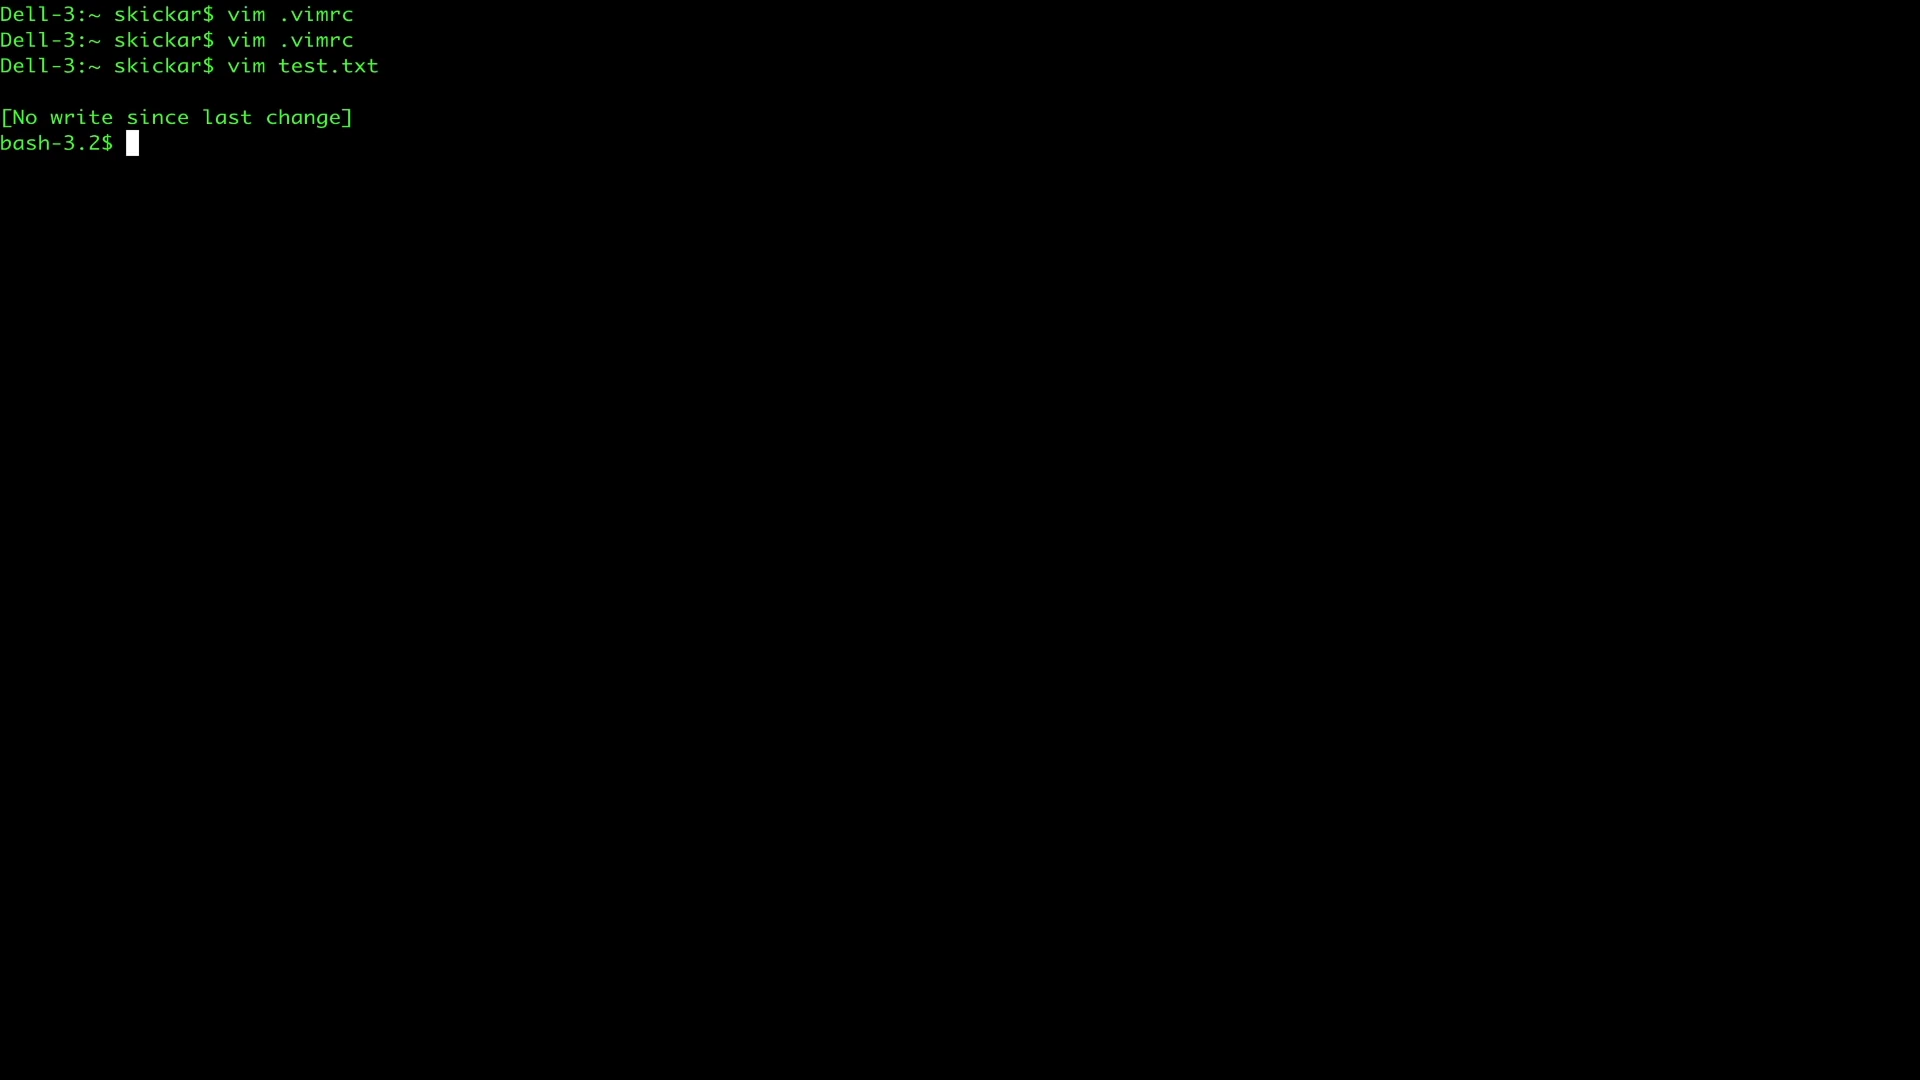 Dell-3:~ skickar$ vim .vimrc
Dell-3:~ skickar$ vim .vimrc
Dell-3:~ skickar$ vim test.txt
[No write since last change]
bash-3.2$